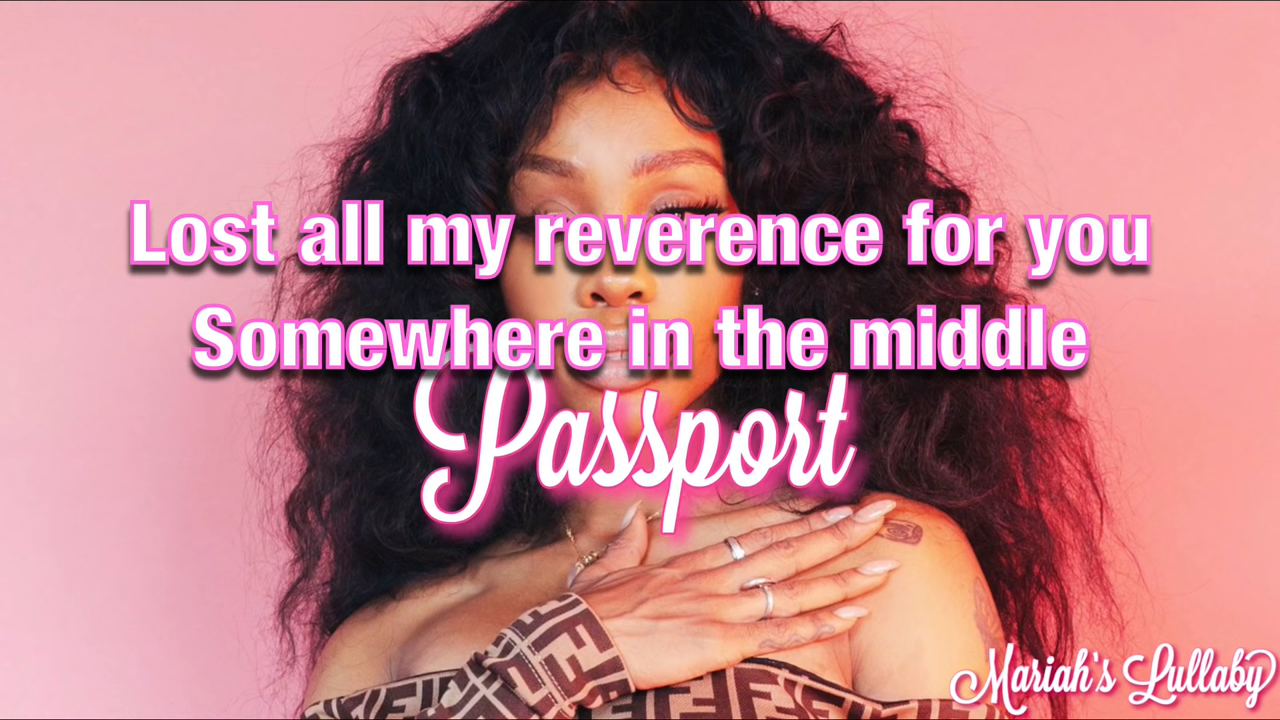 Lost all my reverence for you
Somewhere in the middle
Passport
Mariah's Lullaby